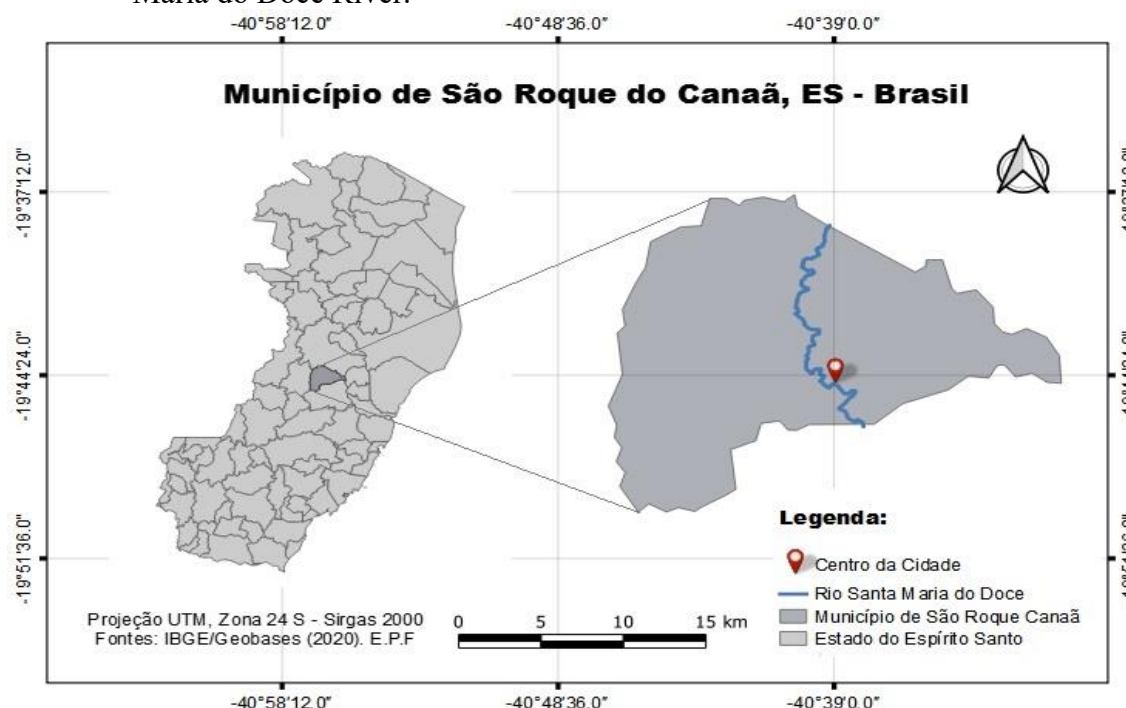 Maria do Doce River.
-40°58'12.0" -40°48'36.0" -40°39'0.0"
Município de São Roque do Canaã, ES - Brasil
-19°37'12.0"
-19°44'24.0"
-19°51'36.0"
Legenda:
Centro da Cidade
Rio Santa Maria do Doce
Município de São Roque Canaã
Estado do Espírito Santo
Projeção UTM, Zona 24 S - Sirgas 2000
Fontes: IBGE/Geobases (2020). E.P.F
0 5 10 15 km
-40°58'12.0" -40°48'36.0" -40°39'0.0"